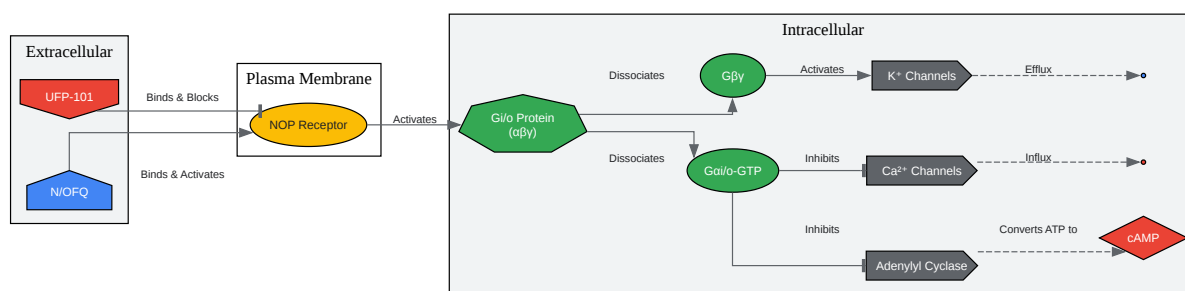 Extracellular
UFP-101
N/OFQ
Binds & Blocks
Binds & Activates
Plasma Membrane
NOP Receptor
Activates
Intracellular
Gi/o Protein
(αβγ)
Dissociates
Dissociates
Gβγ
Gαi/o-GTP
Activates
Inhibits
Inhibits
K⁺ Channels
Ca²⁺ Channels
Adenylyl Cyclase
Efflux
Influx
Converts ATP to
cAMP